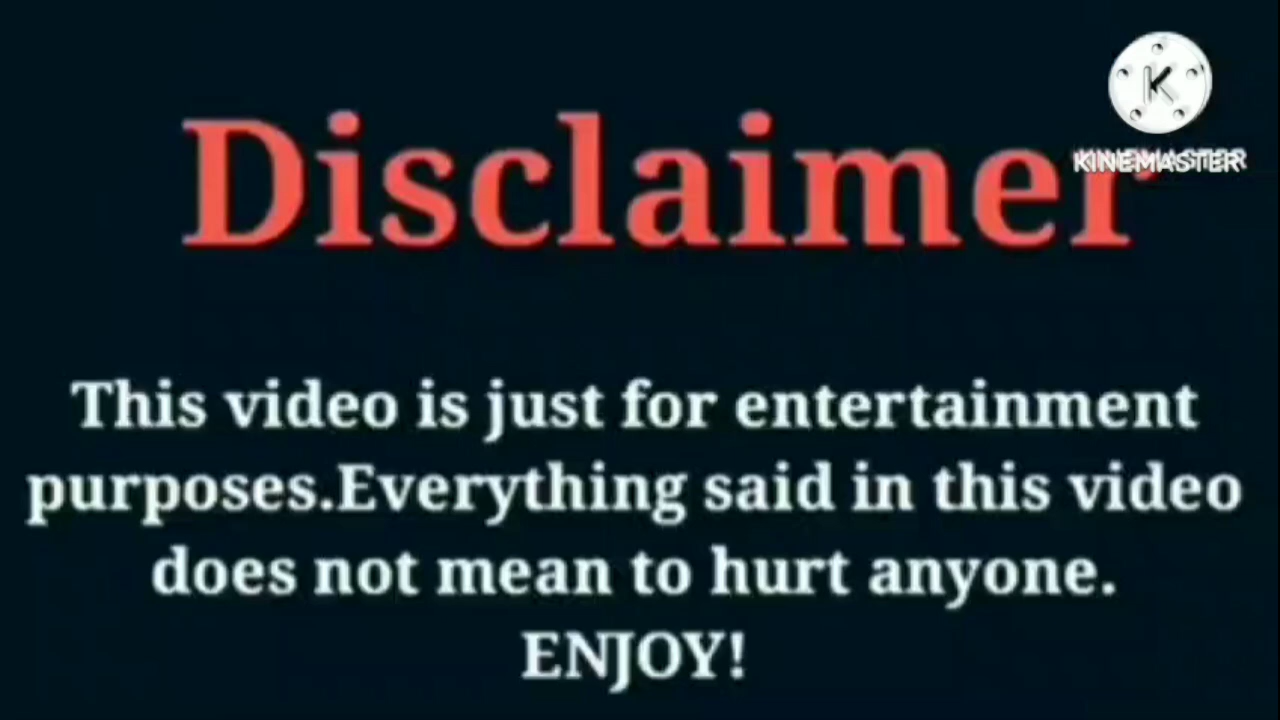 K
KINEMASTER
Disclaimer
This video is just for entertainment
purposes.Everything said in this video
does not mean to hurt anyone.
ENJOY!